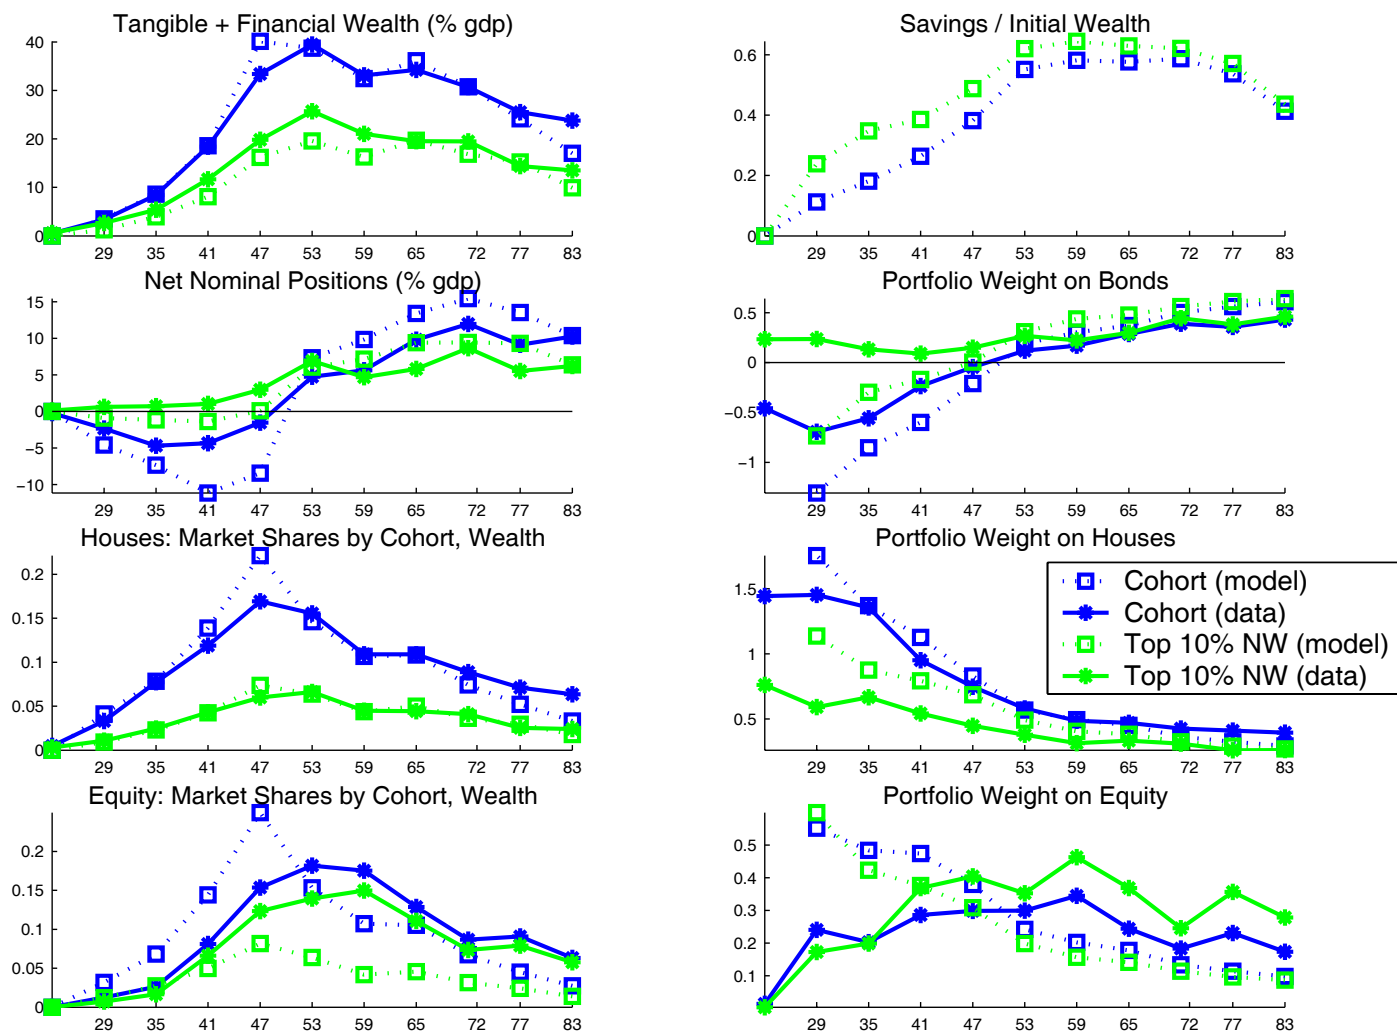 Tangible + Financial Wealth (% gdp)
40
30
20
10
0
29 35 41 47 53 59 65 72 77 83
Savings / Initial Wealth
0.6
0.4
0.2
0
29 35 41 47 53 59 65 72 77 83
Net Nominal Positions (% gdp)
15
10
5
0
−5
−10
29 35 41 47 53 59 65 72 77 83
Portfolio Weight on Bonds
0.5
0
−0.5
−1
29 35 41 47 53 59 65 72 77 83
Houses: Market Shares by Cohort, Wealth
0.2
0.15
0.1
0.05
0
29 35 41 47 53 59 65 72 77 83
Portfolio Weight on Houses
1.5
1
0.5
29 35 41 47 53 59 65 72 77 83
Cohort (model)
Cohort (data)
Top 10% NW (model)
Top 10% NW (data)
Equity: Market Shares by Cohort, Wealth
0.2
0.15
0.1
0.05
0
29 35 41 47 53 59 65 72 77 83
Portfolio Weight on Equity
0.5
0.4
0.3
0.2
0.1
29 35 41 47 53 59 65 72 77 83